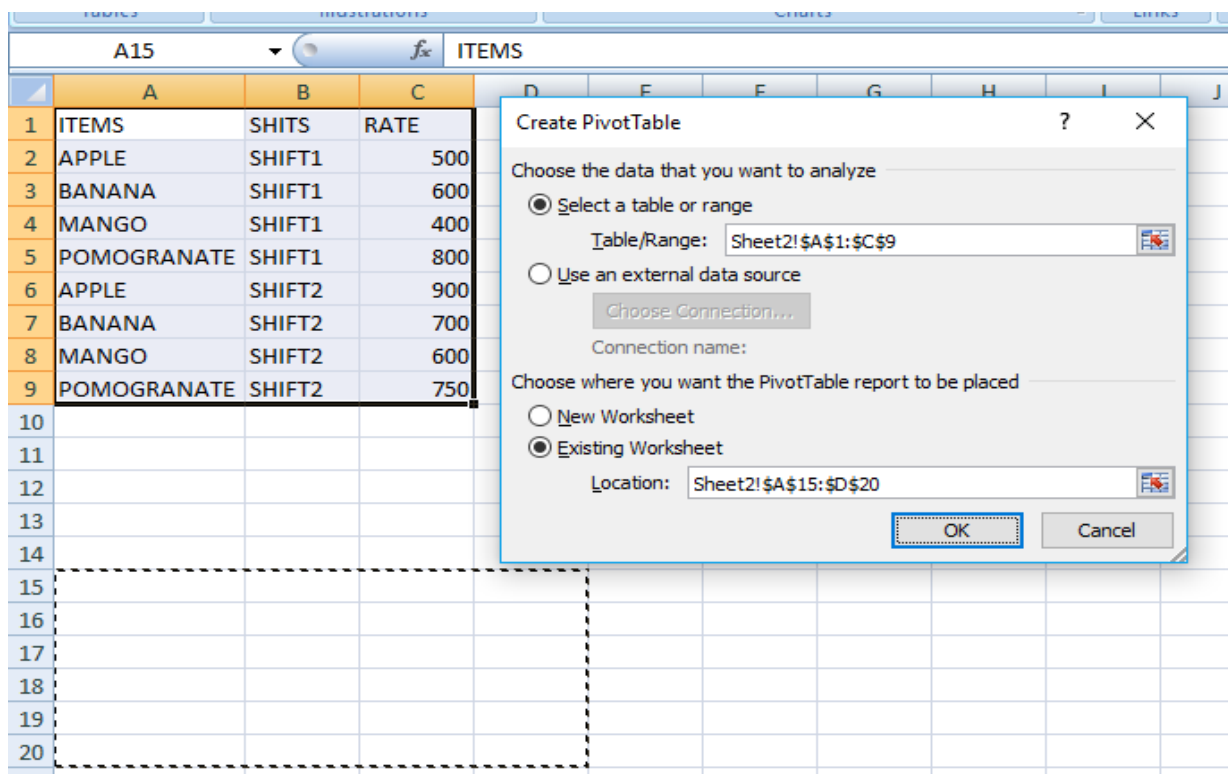 Tables Illustrations Charts Links
A15 fx ITEMS
A B C D E F G H I J
1 ITEMS SHITS RATE
2 APPLE SHIFT1 500
3 BANANA SHIFT1 600
4 MANGO SHIFT1 400
5 POMOGRANATE SHIFT1 800
6 APPLE SHIFT2 900
7 BANANA SHIFT2 700
8 MANGO SHIFT2 600
9 POMOGRANATE SHIFT2 750
10
11
12
13
14
15
16
17
18
19
20
Create PivotTable ?
Choose the data that you want to analyze
Select a table or range
Table/Range: Sheet2!$A$1:$C$9
Use an external data source
Choose Connection...
Connection name:
Choose where you want the PivotTable report to be placed
New Worksheet
Existing Worksheet
Location: Sheet2!$A$15:$D$20
OK Cancel